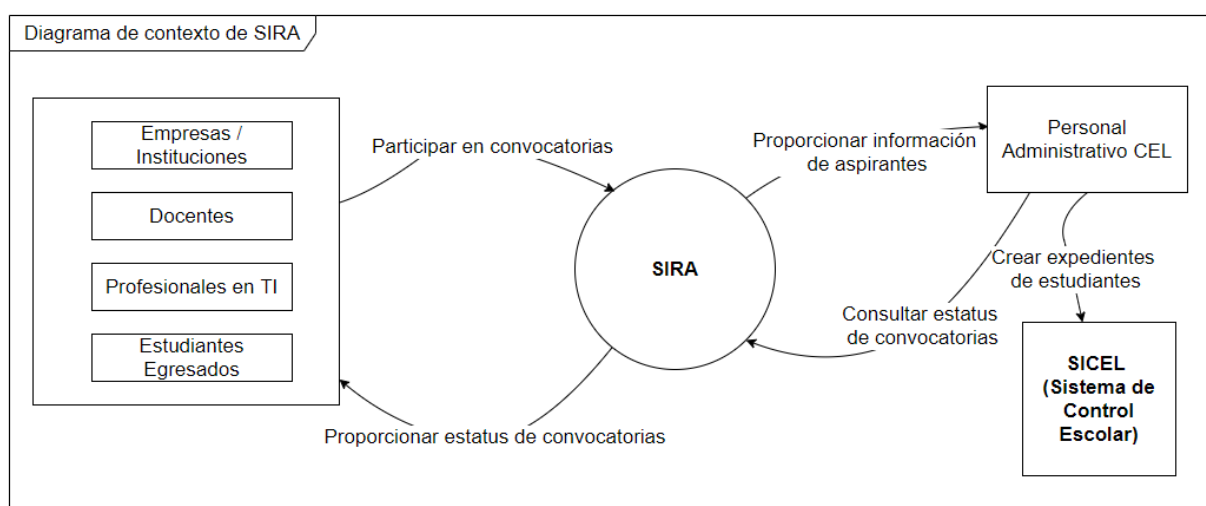 Diagrama de contexto de SIRA
Empresas /
Instituciones
Docentes
Profesionales en TI
Estudiantes
Egresados
Participar en convocatorias
Proporcionar estatus de convocatorias
SIRA
Proporcionar información
de aspirantes
Consultar estatus
de convocatorias
Personal
Administrativo CEL
Crear expedientes
de estudiantes
SICEL
(Sistema de
Control
Escolar)